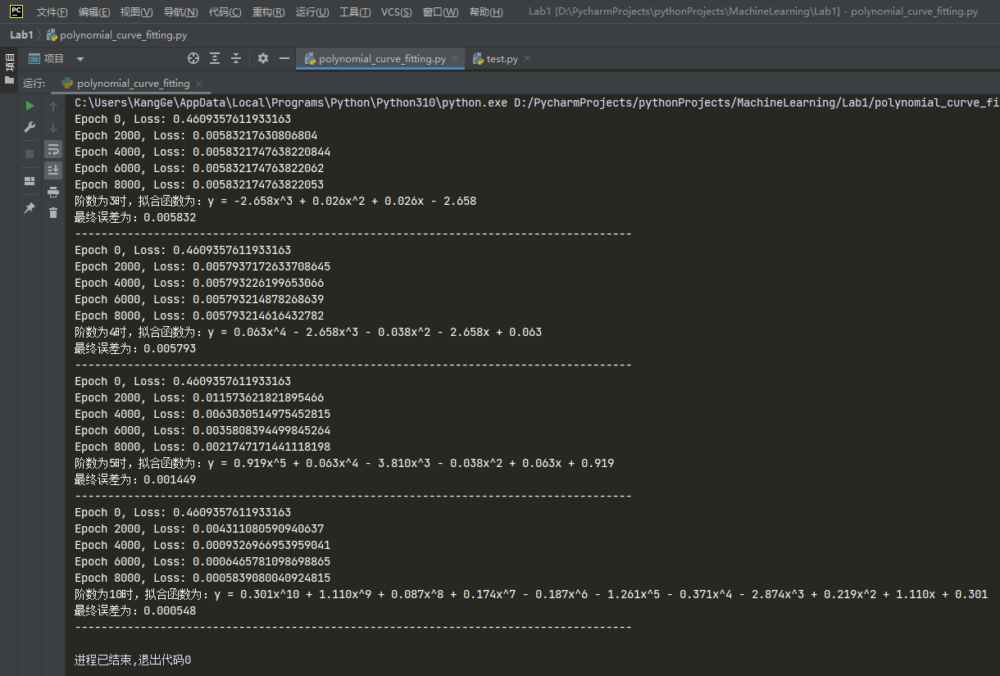 PC 文件(F) 编辑(E) 视图(V) 导航(N) 代码(C) 重构(R) 运行(U) 工具(T) VCS(S) 窗口(W) 帮助(H) Lab1 [D:\PycharmProjects\pythonProjects\MachineLearning\Lab1] - polynomial_curve_fitting.py
Lab1 polynomial_curve_fitting.py
项目 项目 polynomial_curve_fitting.py test.py
运行: polynomial_curve_fitting
C:\Users\KangGe\AppData\Local\Programs\Python\Python310\python.exe D:/PycharmProjects/pythonProjects/MachineLearning/Lab1/polynomial_curve_fi
Epoch 0, Loss: 0.4609357611933163
Epoch 2000, Loss: 0.00583217630806804
Epoch 4000, Loss: 0.0058321747638220844
Epoch 6000, Loss: 0.005832174763822062
Epoch 8000, Loss: 0.005832174763822053
阶数为3时，拟合函数为：y = -2.658x^3 + 0.026x^2 + 0.026x - 2.658
最终误差为：0.005832
-------------------------------------------------------------------------------------
Epoch 0, Loss: 0.4609357611933163
Epoch 2000, Loss: 0.0057937172633708645
Epoch 4000, Loss: 0.005793226199653066
Epoch 6000, Loss: 0.005793214878268639
Epoch 8000, Loss: 0.005793214616432782
阶数为4时，拟合函数为：y = 0.063x^4 - 2.658x^3 - 0.038x^2 - 2.658x + 0.063
最终误差为：0.005793
-------------------------------------------------------------------------------------
Epoch 0, Loss: 0.4609357611933163
Epoch 2000, Loss: 0.011573621821895466
Epoch 4000, Loss: 0.0063030514975452815
Epoch 6000, Loss: 0.0035808394499845264
Epoch 8000, Loss: 0.0021747171441118198
阶数为5时，拟合函数为：y = 0.919x^5 + 0.063x^4 - 3.810x^3 - 0.038x^2 + 0.063x + 0.919
最终误差为：0.001449
-------------------------------------------------------------------------------------
Epoch 0, Loss: 0.4609357611933163
Epoch 2000, Loss: 0.004311080590940637
Epoch 4000, Loss: 0.0009326966953959041
Epoch 6000, Loss: 0.0006465781098698865
Epoch 8000, Loss: 0.0005839080040924815
阶数为10时，拟合函数为：y = 0.301x^10 + 1.110x^9 + 0.087x^8 + 0.174x^7 - 0.187x^6 - 1.261x^5 - 0.371x^4 - 2.874x^3 + 0.219x^2 + 1.110x + 0.301
最终误差为：0.000548
-------------------------------------------------------------------------------------
进程已结束,退出代码0